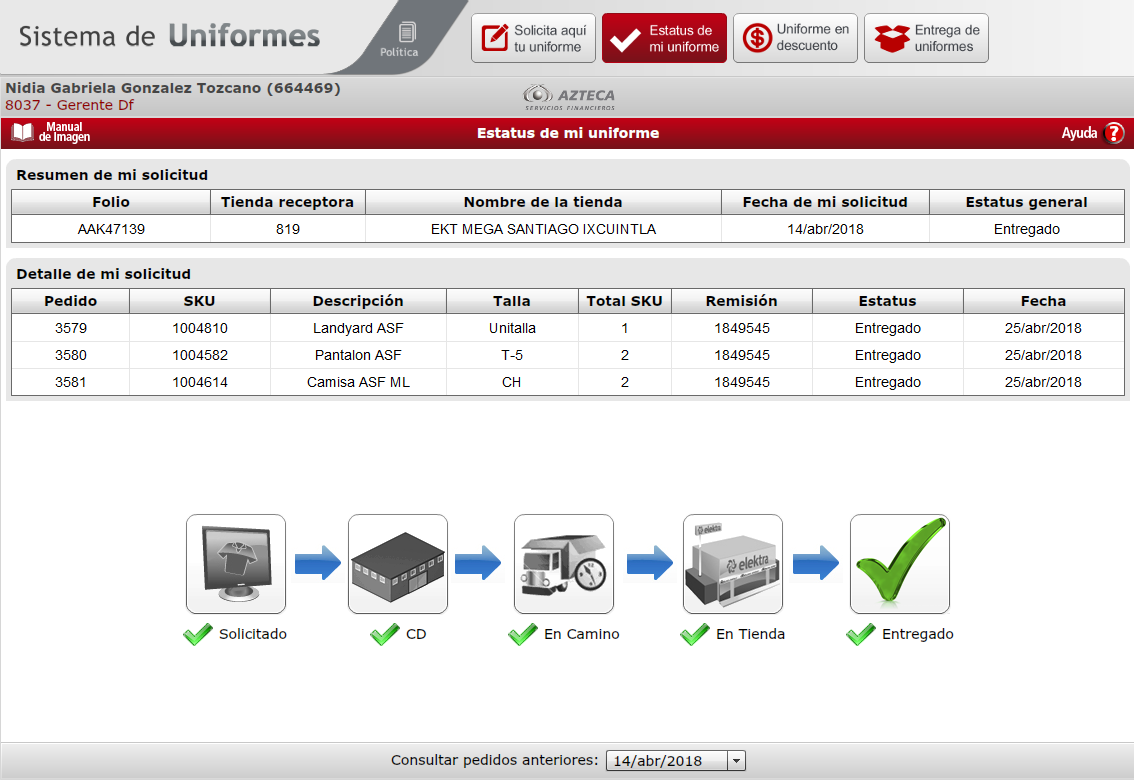 Sistema de Uniformes
Política
Solicita aquí
tu uniforme
Estatus de
mi uniforme
Uniforme en
descuento
Entrega de
uniformes
Nidia Gabriela Gonzalez Tozcano (664469)
8037 - Gerente Df
AZTECA
SERVICIOS FINANCIEROS
Manual
de Imagen
Estatus de mi uniforme
Ayuda ?
Resumen de mi solicitud
Folio Tienda receptora Nombre de la tienda Fecha de mi solicitud Estatus general
AAK47139 819 EKT MEGA SANTIAGO IXCUINTLA 14/abr/2018 Entregado
Detalle de mi solicitud
Pedido SKU Descripción Talla Total SKU Remisión Estatus Fecha
3579 1004810 Landyard ASF Unitalla 1 1849545 Entregado 25/abr/2018
3580 1004582 Pantalon ASF T-5 2 1849545 Entregado 25/abr/2018
3581 1004614 Camisa ASF ML CH 2 1849545 Entregado 25/abr/2018
elektra
elektra
Solicitado CD En Camino En Tienda Entregado
Consultar pedidos anteriores: 14/abr/2018